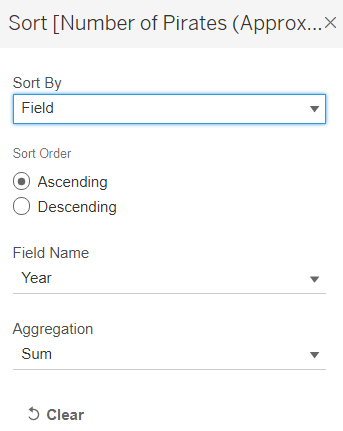 Sort [Number of Pirates (Approx...
Sort By
Field
Sort Order
Ascending
Descending
Field Name
Year
Aggregation
Sum
Clear